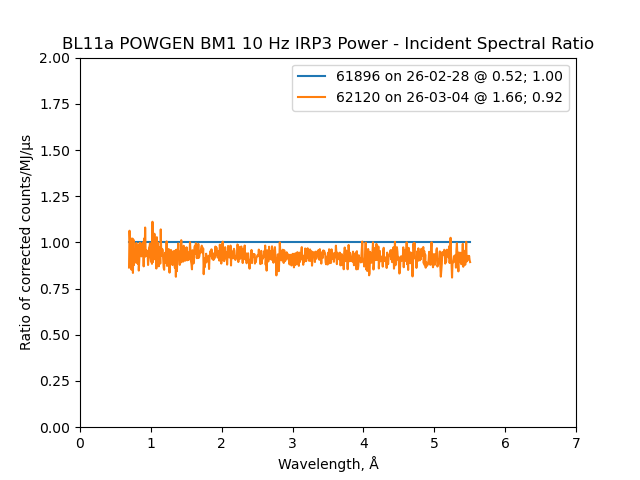 BL11a POWGEN BM1 10 Hz IRP3 Power - Incident Spectral Ratio
61896 on 26-02-28 @ 0.52; 1.00
62120 on 26-03-04 @ 1.66; 0.92
2.00
1.75
1.50
1.25
1.00
0.75
0.50
0.25
0.00
Ratio of corrected counts/MJ/μs
0 1 2 3 4 5 6 7
Wavelength, Å